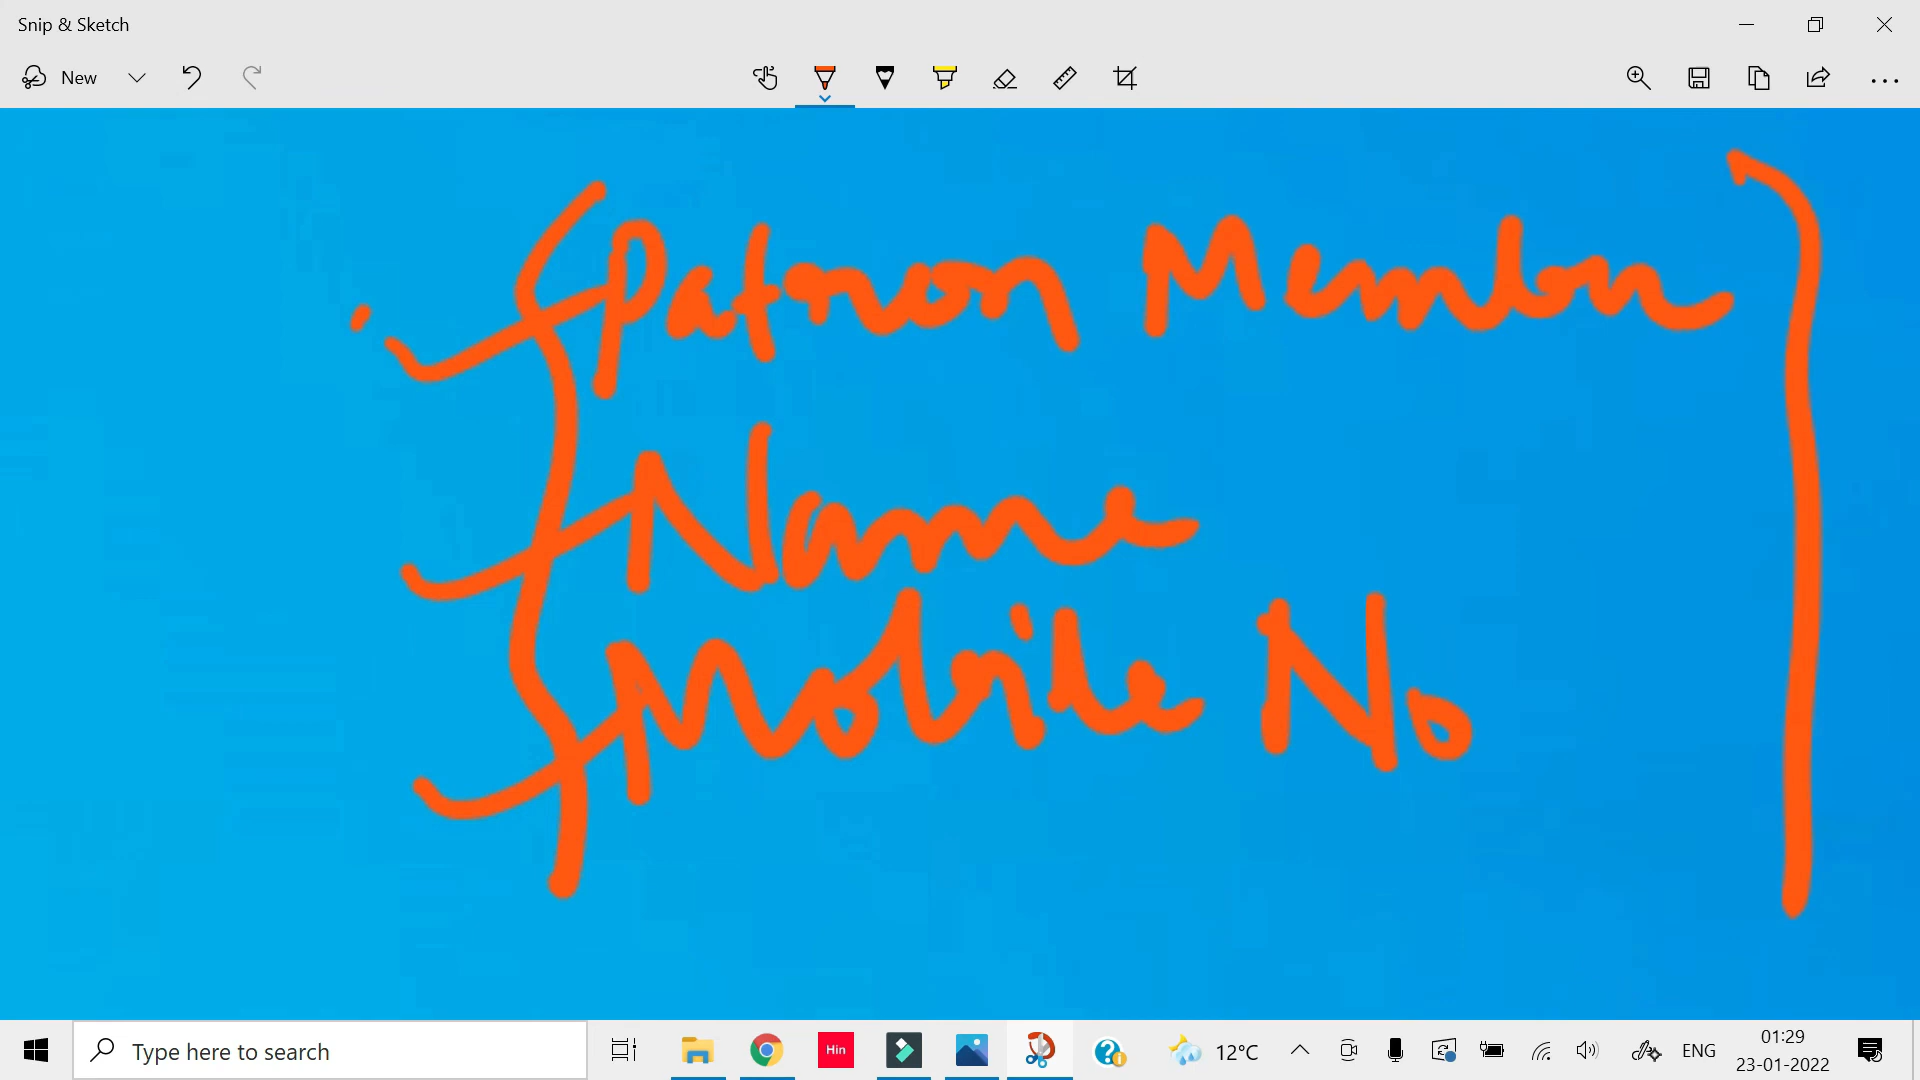 Snip & Sketch
New
Patron Member
Name
Mobile No
Type here to search
Hin
12°C
ENG
01:29
23-01-2022